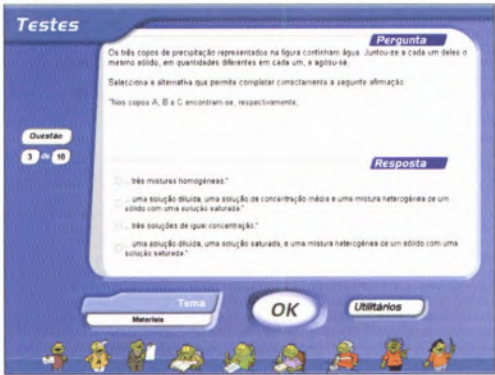 Testes
Pergunta
Os três copos de precipitação representados na figura continham água. Juntou-se a cada um deles o
mesmo sólido, em quantidades diferentes em cada um, e agitou-se.
Selecciona a alternativa que permite completar correctamente a seguinte afirmação
"Nos copos A, B e C encontram-se, respectivamente,
Questão
3 de 10
Resposta
... três misturas homogéneas."
... uma solução diluída, uma solução de concentração média e uma mistura heterogénea de um
sólido com uma solução saturada."
... três soluções de igual concentração."
... uma solução diluída, uma solução saturada, e uma mistura heterogénea de um sólido com uma
solução saturada."
Tema
Materiais
OK
Utilitários